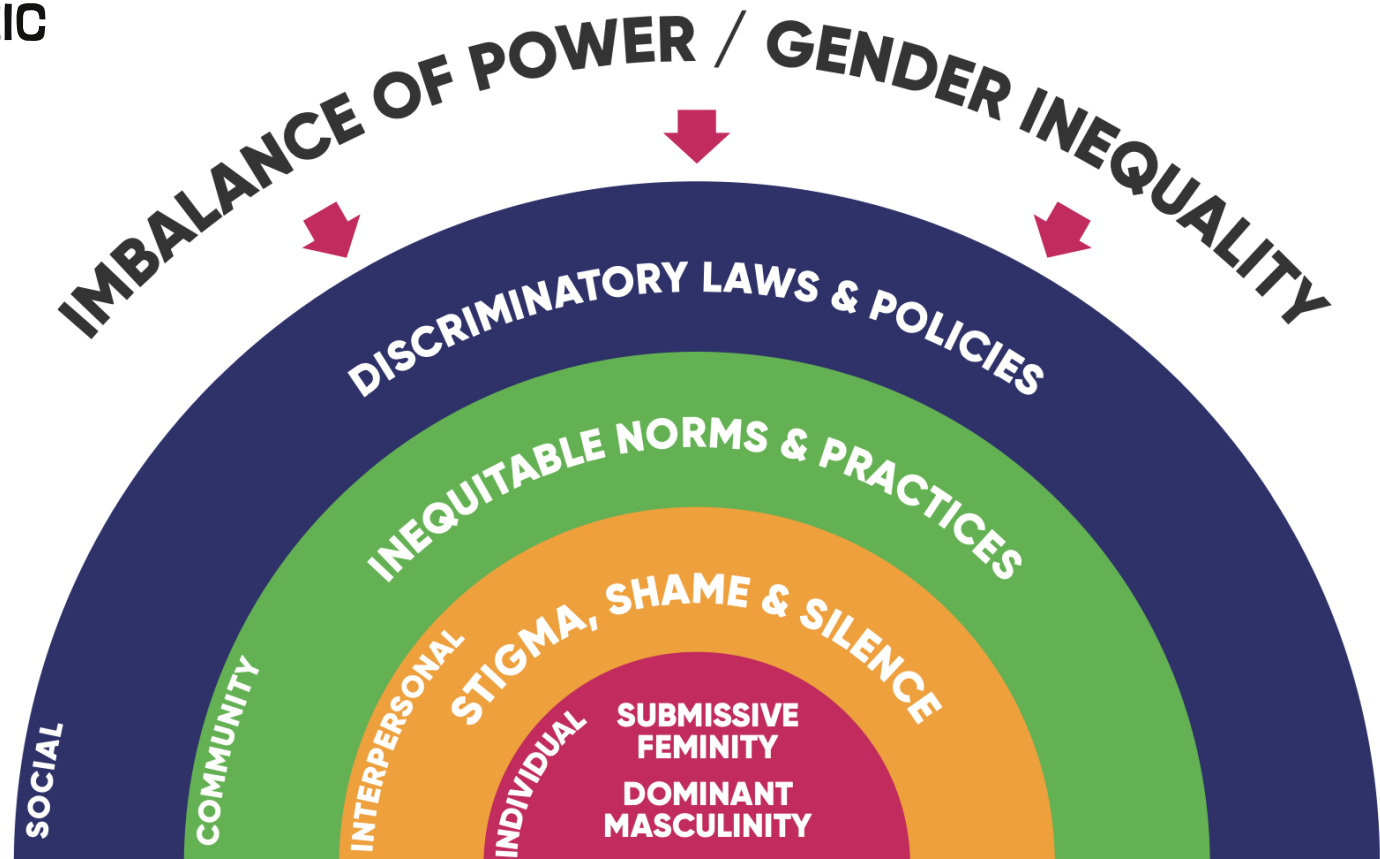 IMBALANCE OF POWER / GENDER INEQUALITY
DISCRIMINATORY LAWS & POLICIES
INEQUITABLE NORMS & PRACTICES
STIGMA, SHAME & SILENCE
SUBMISSIVE
FEMINITY
DOMINANT
MASCULINITY
SOCIAL
COMMUNITY
INTERPERSONAL
INDIVIDUAL